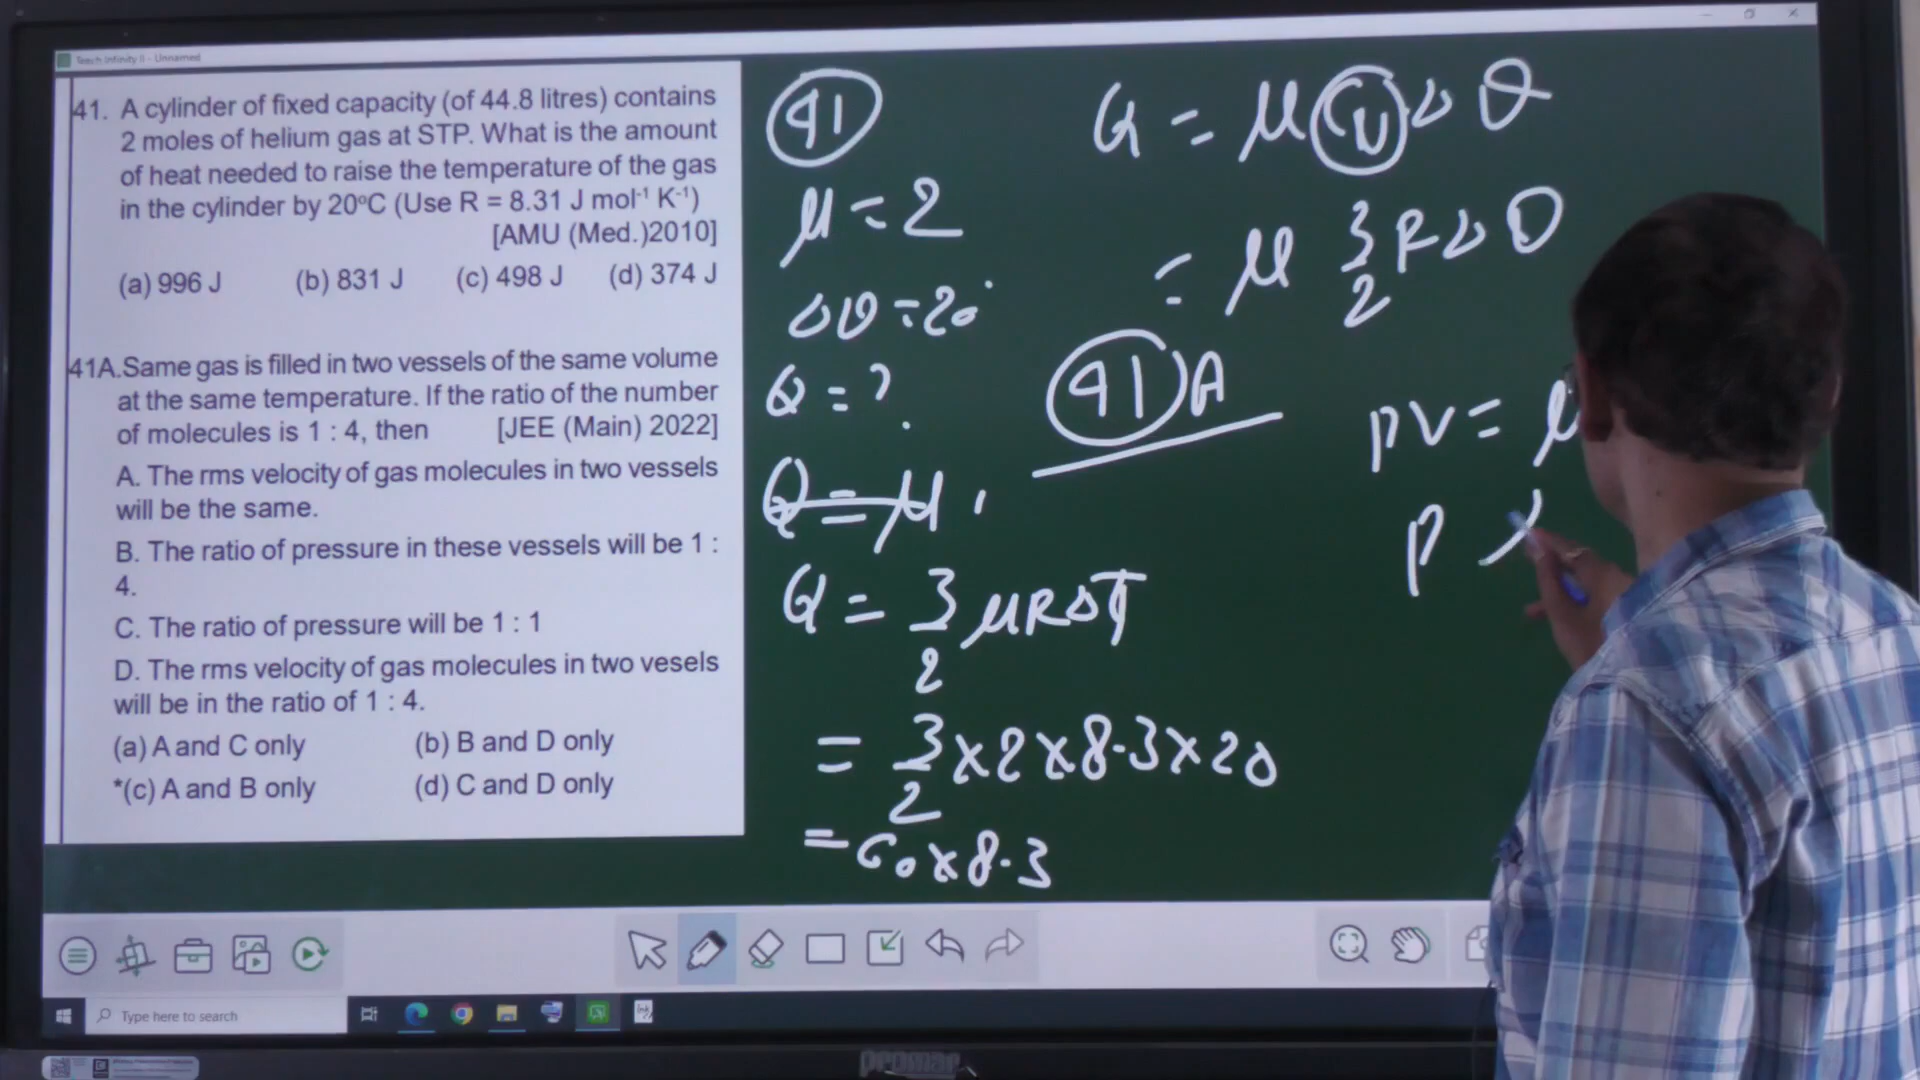 Teach Infinity II - Unnamed
41. A cylinder of fixed capacity (of 44.8 litres) contains
2 moles of helium gas at STP. What is the amount
of heat needed to raise the temperature of the gas
in the cylinder by 20°C (Use R = 8.31 J mol⁻¹ K⁻¹)
[AMU (Med.)2010]
(a) 996 J (b) 831 J (c) 498 J (d) 374 J
41A.Same gas is filled in two vessels of the same volume
at the same temperature. If the ratio of the number
of molecules is 1 : 4, then [JEE (Main) 2022]
A. The rms velocity of gas molecules in two vessels
will be the same.
B. The ratio of pressure in these vessels will be 1 :
4.
C. The ratio of pressure will be 1 : 1
D. The rms velocity of gas molecules in two vesels
will be in the ratio of 1 : 4.
(a) A and C only (b) B and D only
*(c) A and B only (d) C and D only
41
μ = 2
Δθ = 20°
Q = ?
Q = μ
Q = 3/2 μRΔT
= 3/2 × 2 × 8.3 × 20
= 60 × 8.3
Q = μ Cv Δθ
= μ 3/2 R Δθ
41 A
PV = μ
P
Type here to search
promar